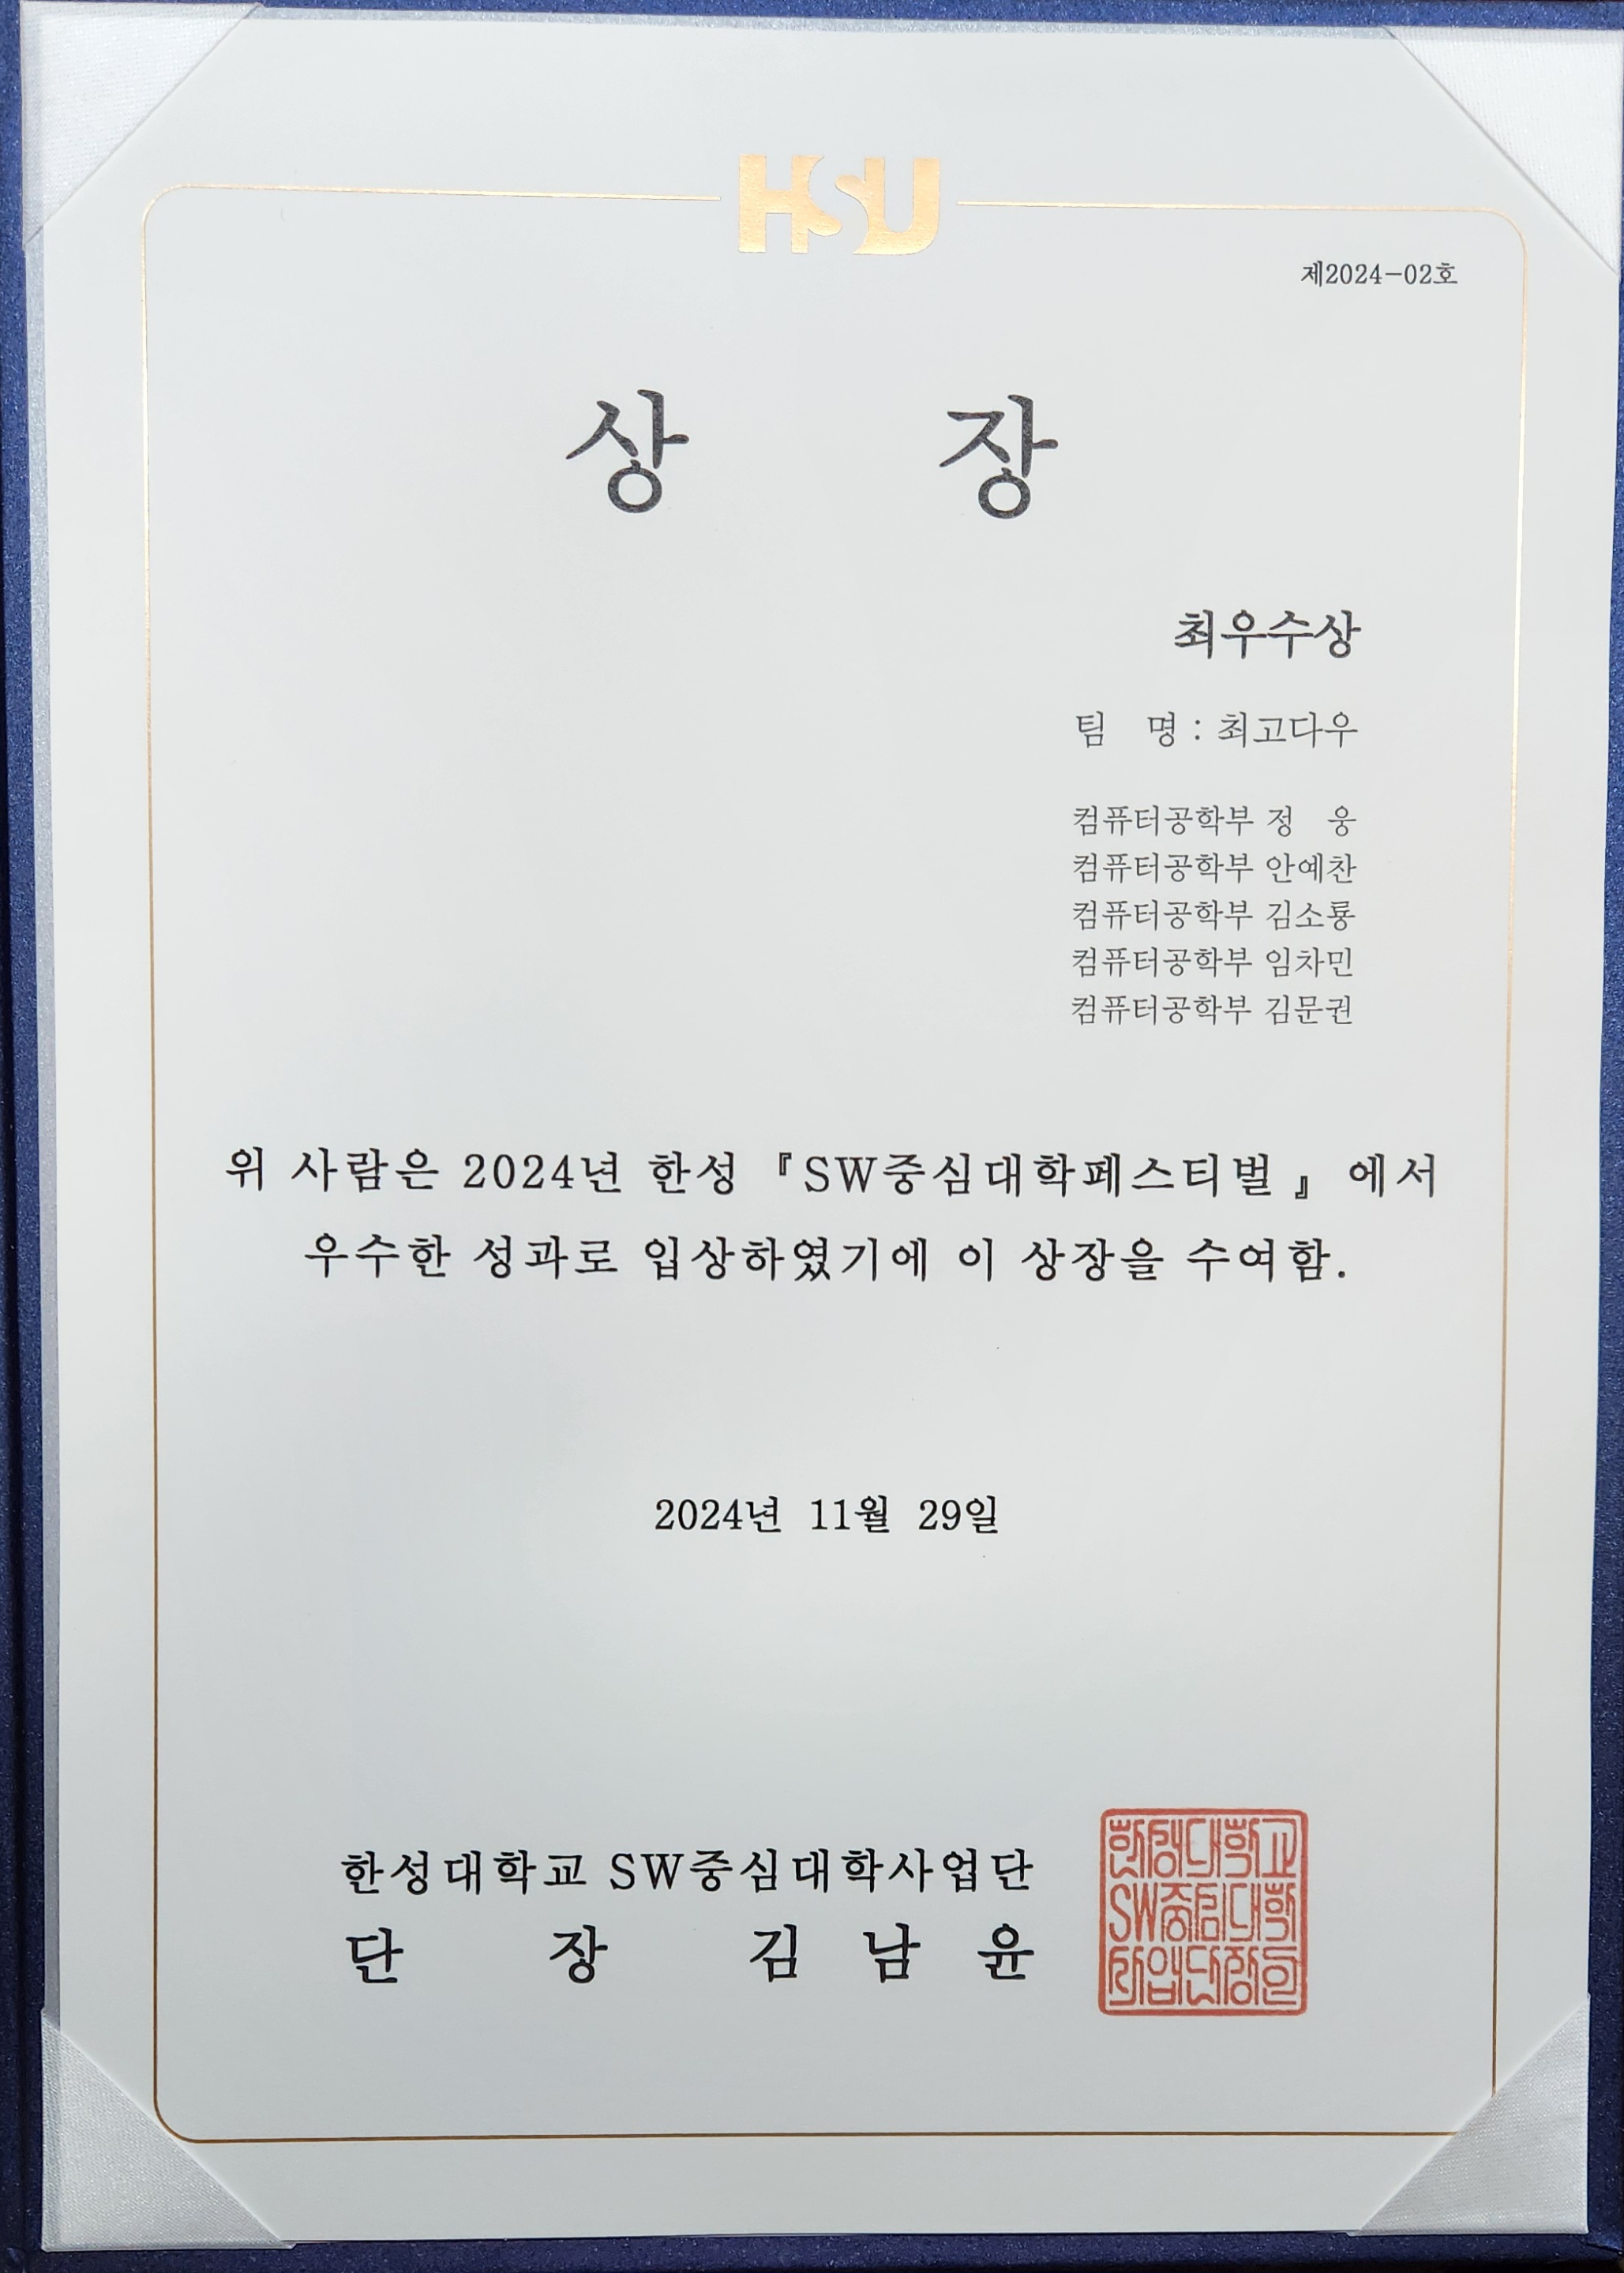 HSU
제2024-02호
상 장
최우수상
팀 명 : 최고다우
컴퓨터공학부 정 웅
컴퓨터공학부 안예찬
컴퓨터공학부 김소룡
컴퓨터공학부 임차민
컴퓨터공학부 김문권
위 사람은 2024년 한성 『SW중심대학페스티벌』 에서
우수한 성과로 입상하였기에 이 상장을 수여함.
2024년 11월 29일
한성대학교 SW중심대학사업단
단 장 김 남 윤
한성대학교
SW중심대학
사업단장인